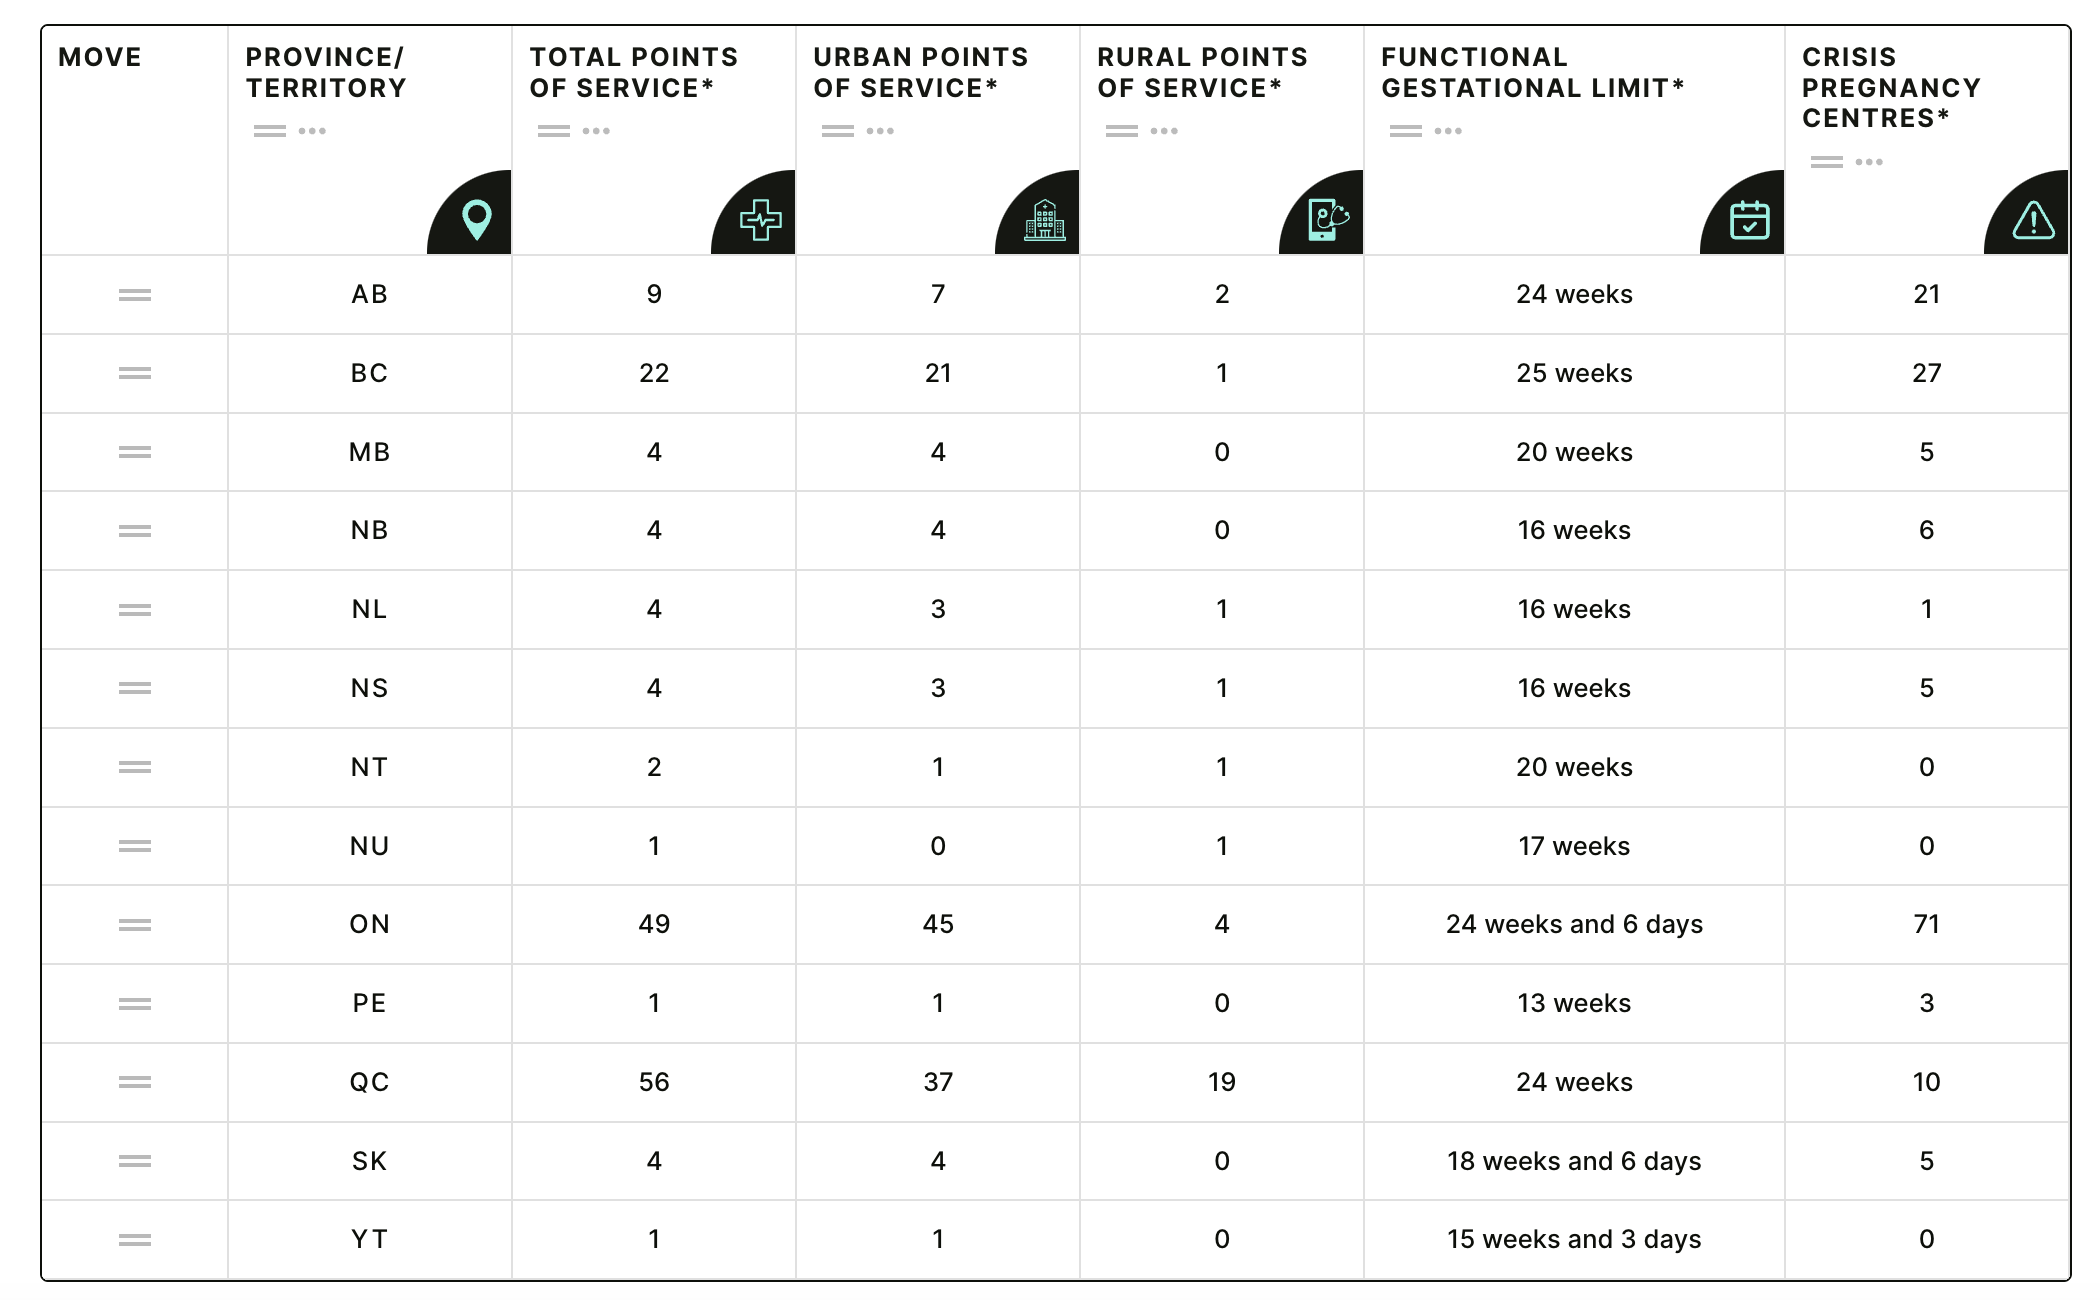 MOVE
PROVINCE/
TERRITORY
TOTAL POINTS
OF SERVICE*
URBAN POINTS
OF SERVICE*
RURAL POINTS
OF SERVICE*
FUNCTIONAL
GESTATIONAL LIMIT*
CRISIS
PREGNANCY
CENTRES*
AB 9 7 2 24 weeks 21
BC 22 21 1 25 weeks 27
MB 4 4 0 20 weeks 5
NB 4 4 0 16 weeks 6
NL 4 3 1 16 weeks 1
NS 4 3 1 16 weeks 5
NT 2 1 1 20 weeks 0
NU 1 0 1 17 weeks 0
ON 49 45 4 24 weeks and 6 days 71
PE 1 1 0 13 weeks 3
QC 56 37 19 24 weeks 10
SK 4 4 0 18 weeks and 6 days 5
YT 1 1 0 15 weeks and 3 days 0